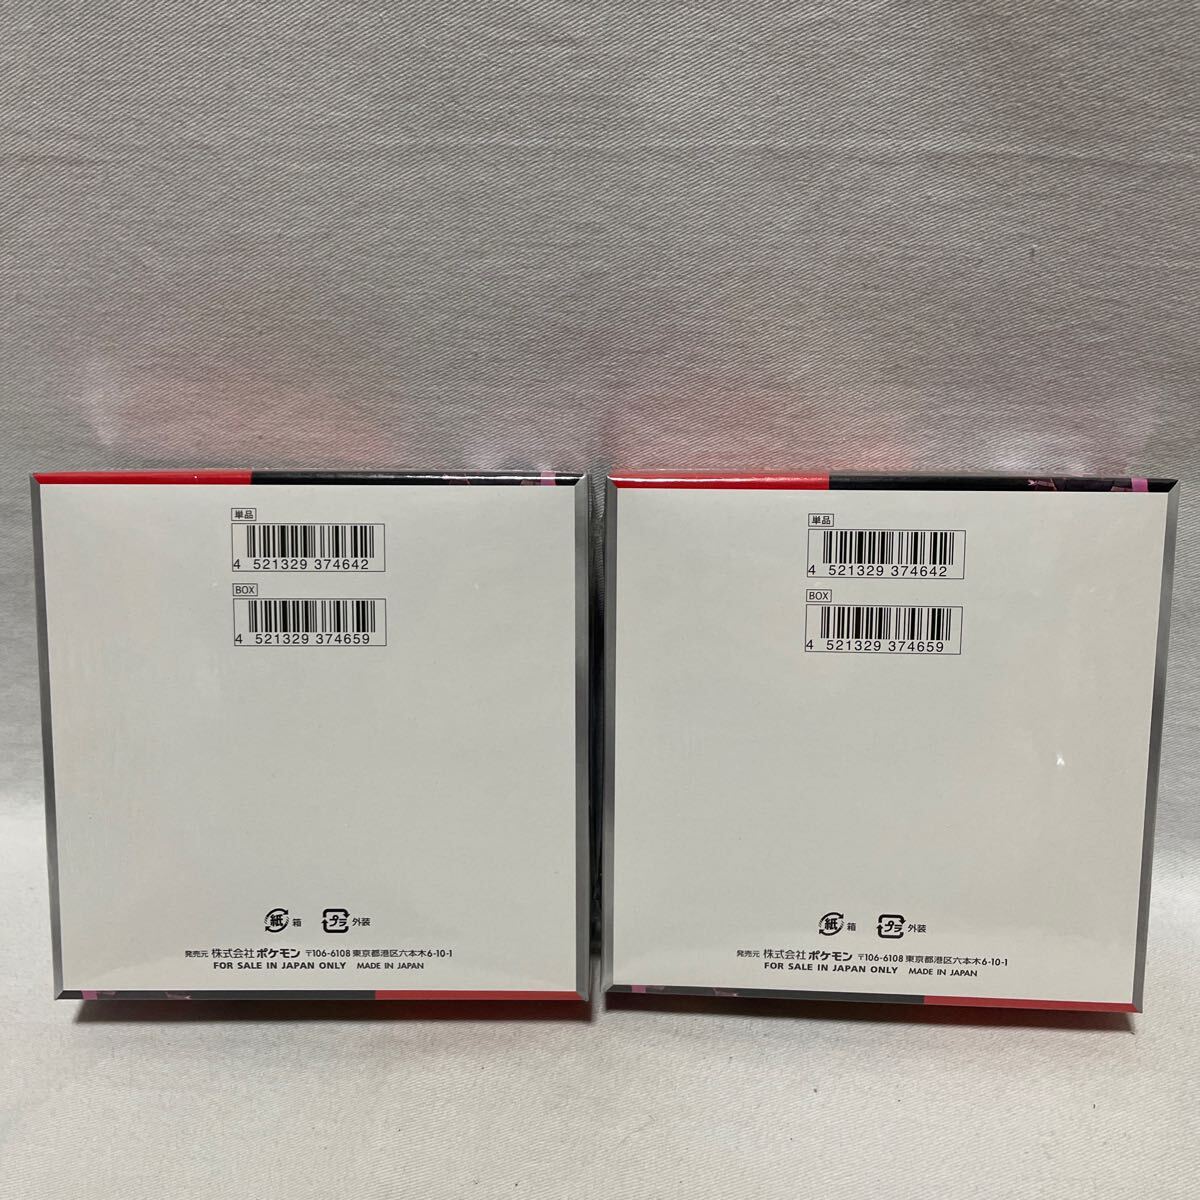 単品
4 521329 374642
BOX
4 521329 374659
紙 箱 プラ 外装
発売元 株式会社ポケモン 〒106-6108 東京都港区六本木6-10-1
FOR SALE IN JAPAN ONLY MADE IN JAPAN
単品
4 521329 374642
BOX
4 521329 374659
紙 箱 プラ 外装
発売元 株式会社ポケモン 〒106-6108 東京都港区六本木6-10-1
FOR SALE IN JAPAN ONLY MADE IN JAPAN